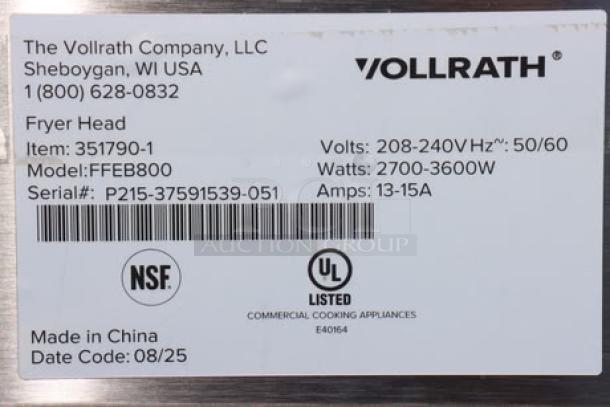 The Vollrath Company, LLC
Sheboygan, WI USA
1 (800) 628-0832
VOLLRATH®
Fryer Head
Item: 351790-1
Model:FFEB800
Serial#: P215-37591539-051
Volts: 208-240V Hz~: 50/60
Watts: 2700-3600W
Amps: 13-15A
AUCTION GROUP
NSF.
UL
LISTED
COMMERCIAL COOKING APPLIANCES
E40164
Made in China
Date Code: 08/25